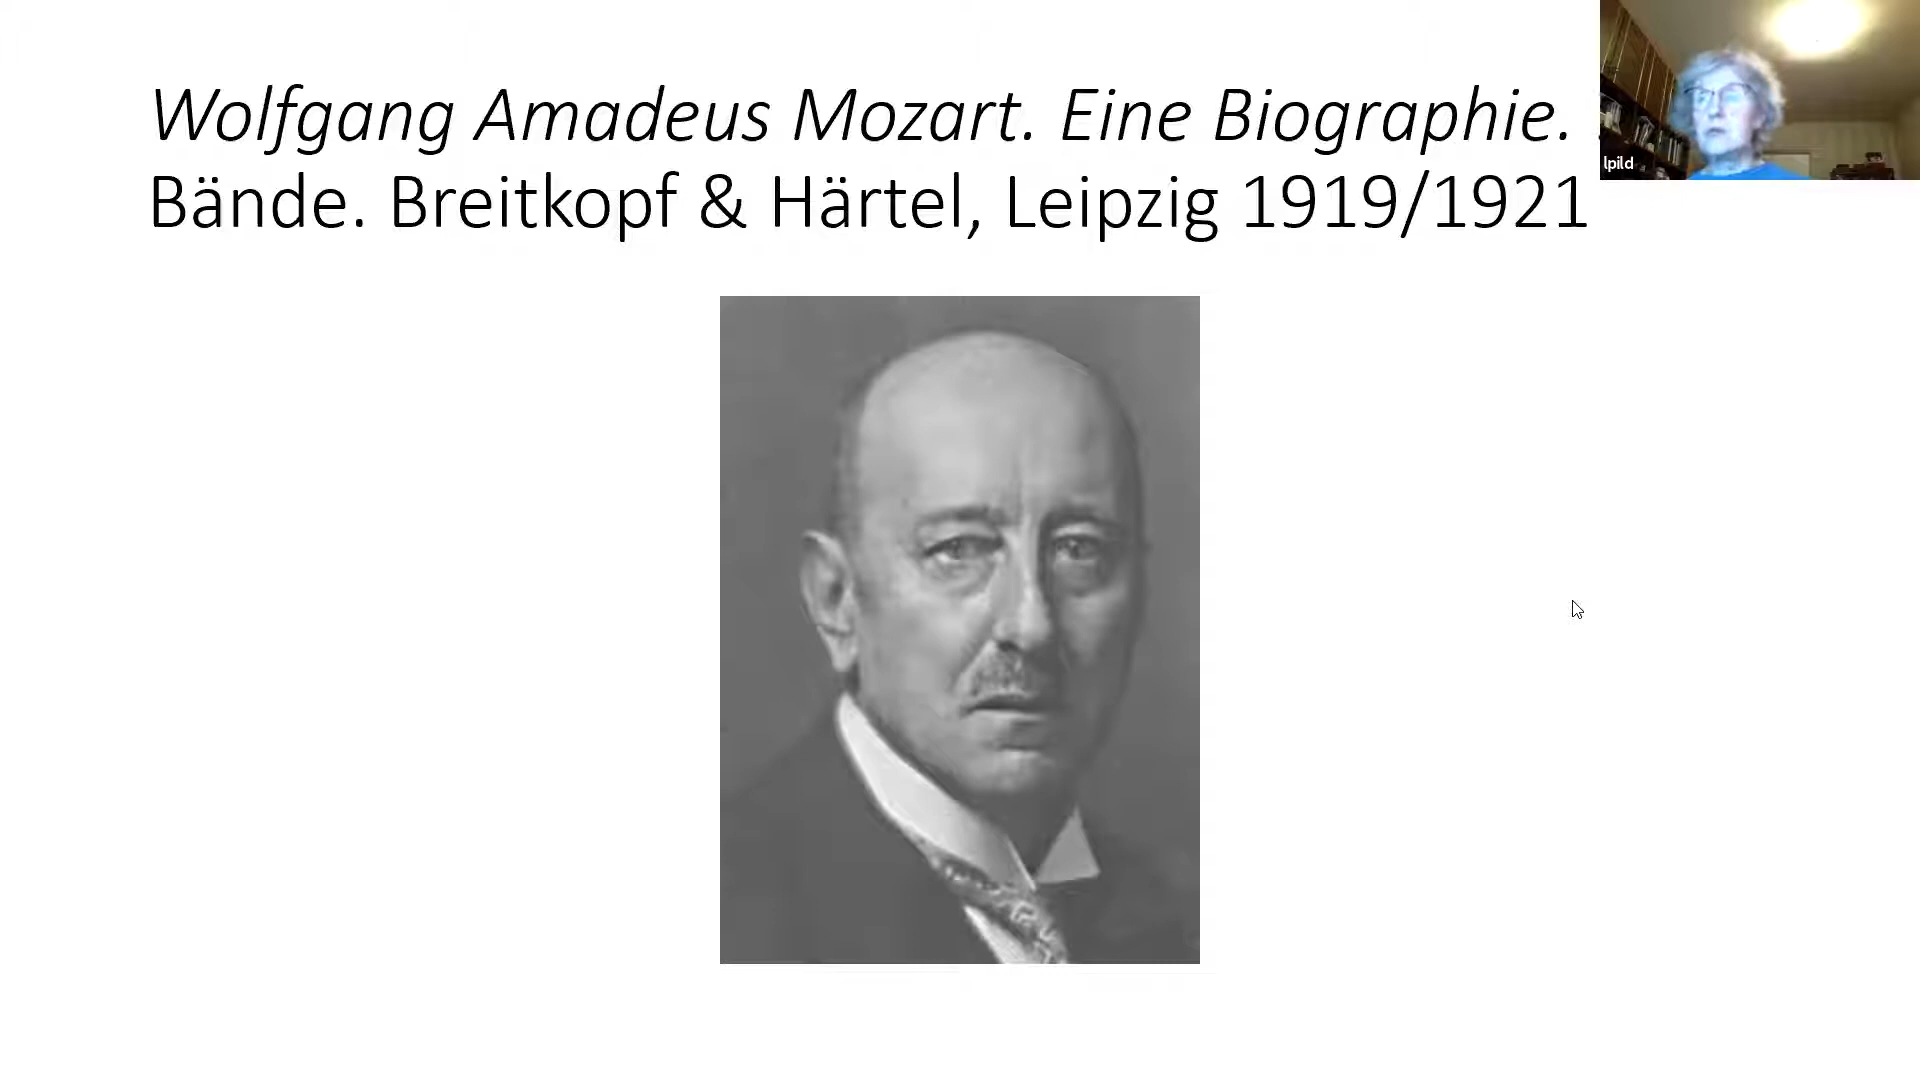 Wolfgang Amadeus Mozart. Eine Biographie.
Bände. Breitkopf & Härtel, Leipzig 1919/1921
lpild